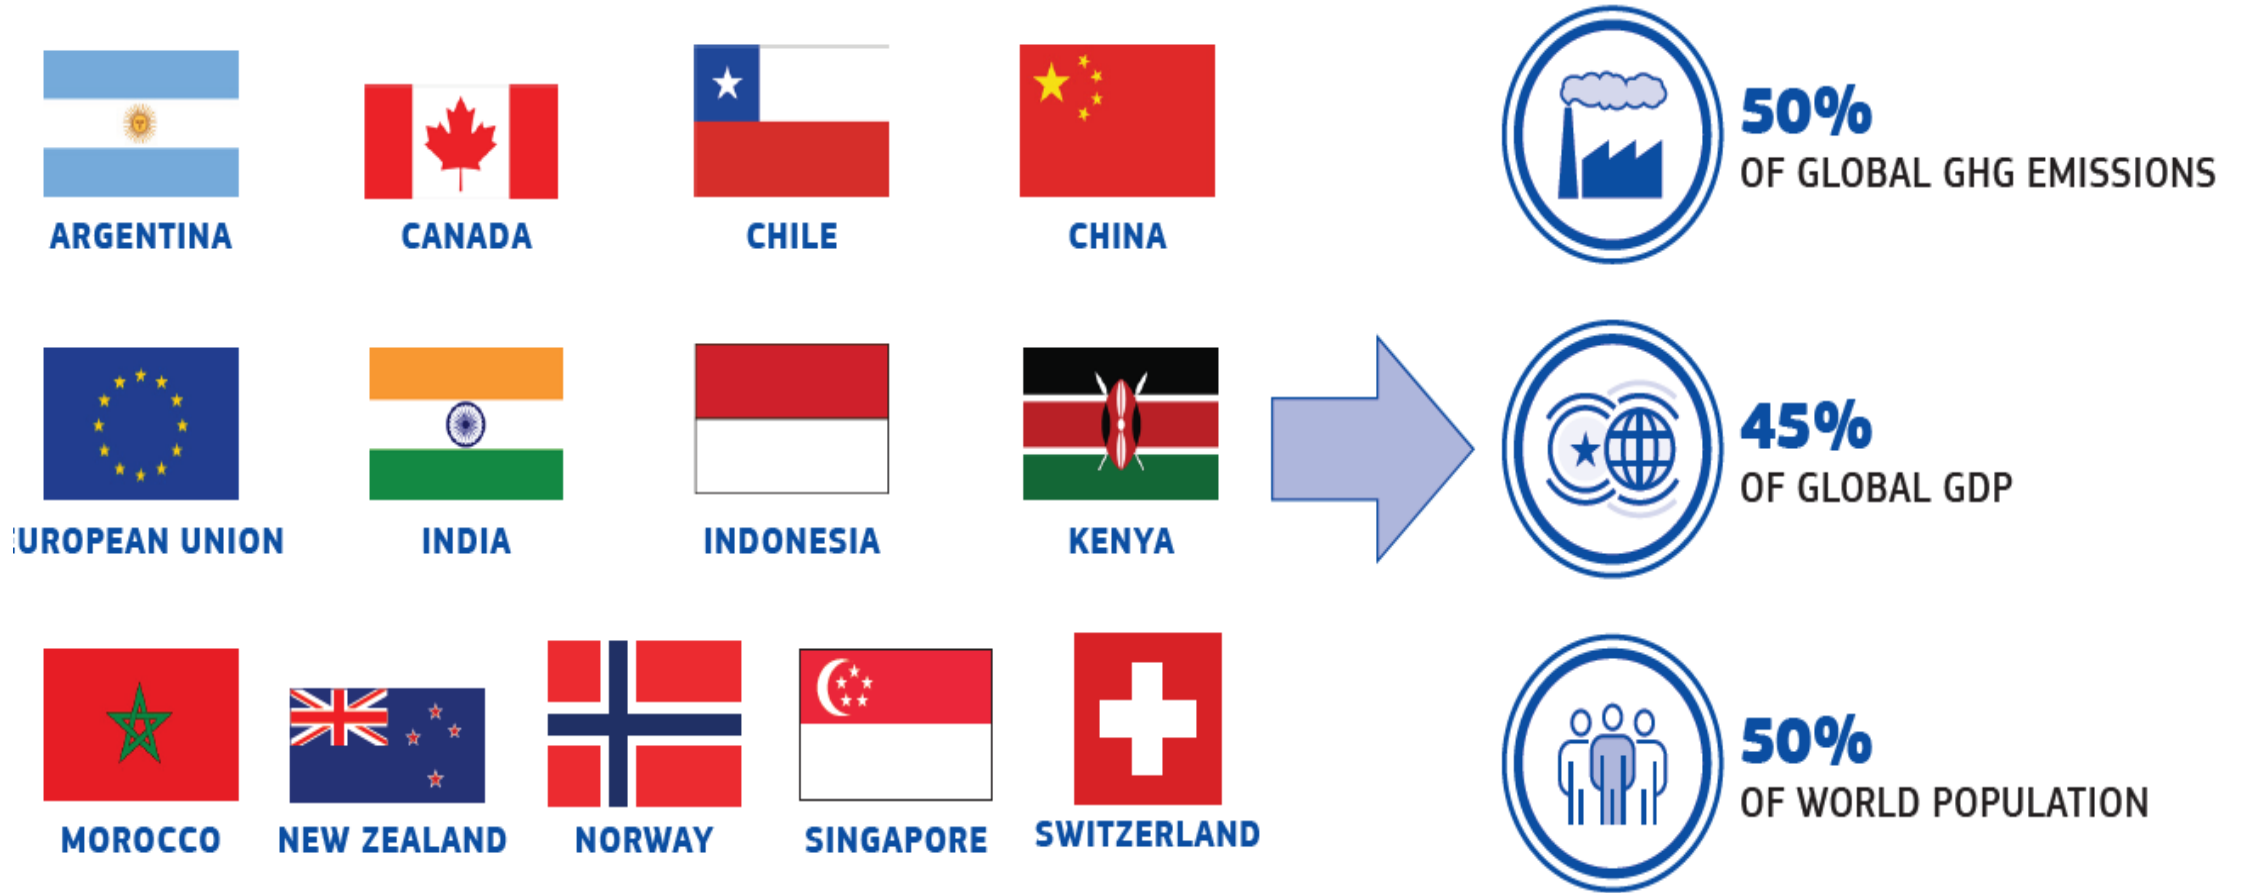 ARGENTINA
CANADA
CHILE
CHINA
EUROPEAN UNION
INDIA
INDONESIA
KENYA
MOROCCO
NEW ZEALAND
NORWAY
SINGAPORE
SWITZERLAND
50%
OF GLOBAL GHG EMISSIONS
45%
OF GLOBAL GDP
50%
OF WORLD POPULATION